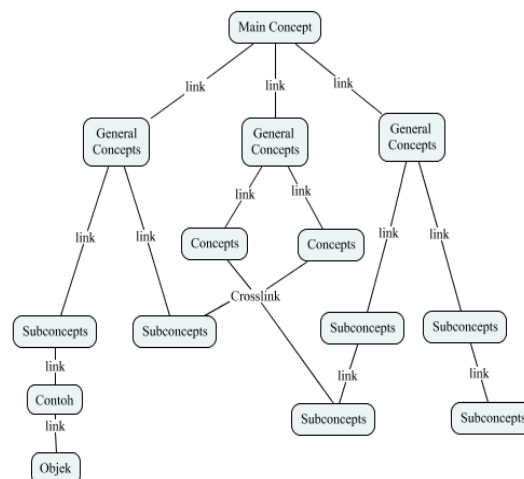 Main Concept
link
link
link
General
Concepts
General
Concepts
General
Concepts
link
link
link
link
link
link
Concepts
Concepts
Crosslink
Subconcepts
Subconcepts
Subconcepts
Subconcepts
link
link
link
Contoh
Subconcepts
Subconcepts
link
Objek